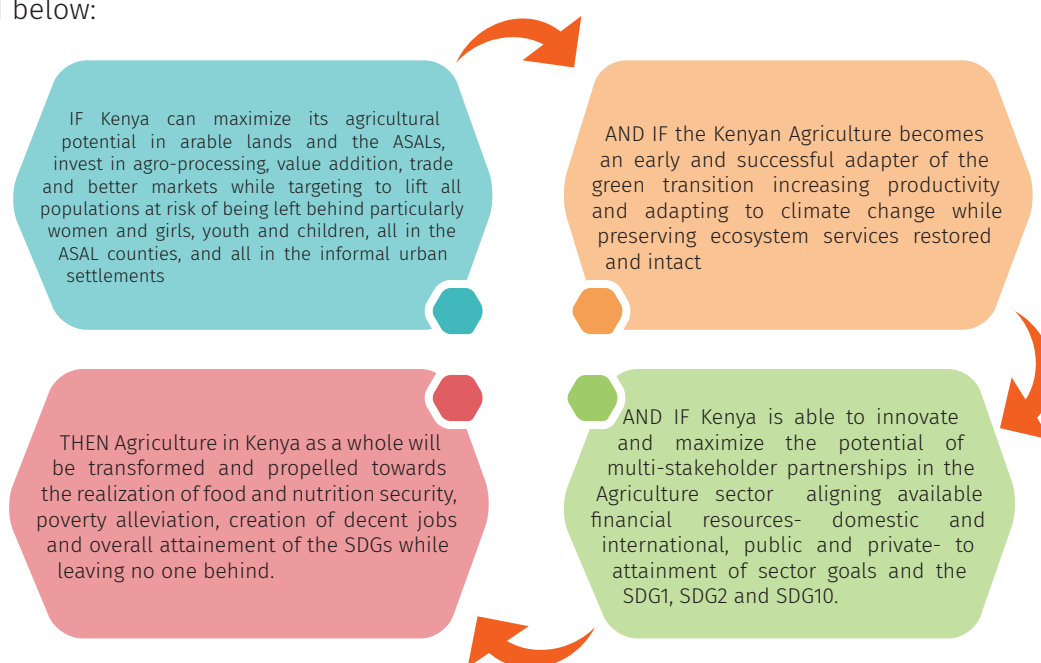 below:
IF Kenya can maximize its agricultural
potential in arable lands and the ASALs,
invest in agro-processing, value addition, trade
and better markets while targeting to lift all
populations at risk of being left behind particularly
women and girls, youth and children, all in the
ASAL counties, and all in the informal urban
settlements
AND IF the Kenyan Agriculture becomes
an early and successful adapter of the
green transition increasing productivity
and adapting to climate change while
preserving ecosystem services restored
and intact
AND IF Kenya is able to innovate
and maximize the potential of
multi-stakeholder partnerships in the
Agriculture sector aligning available
financial resources- domestic and
international, public and private- to
attainment of sector goals and the
SDG1, SDG2 and SDG10.
THEN Agriculture in Kenya as a whole will
be transformed and propelled towards
the realization of food and nutrition security,
poverty alleviation, creation of decent jobs
and overall attainement of the SDGs while
leaving no one behind.